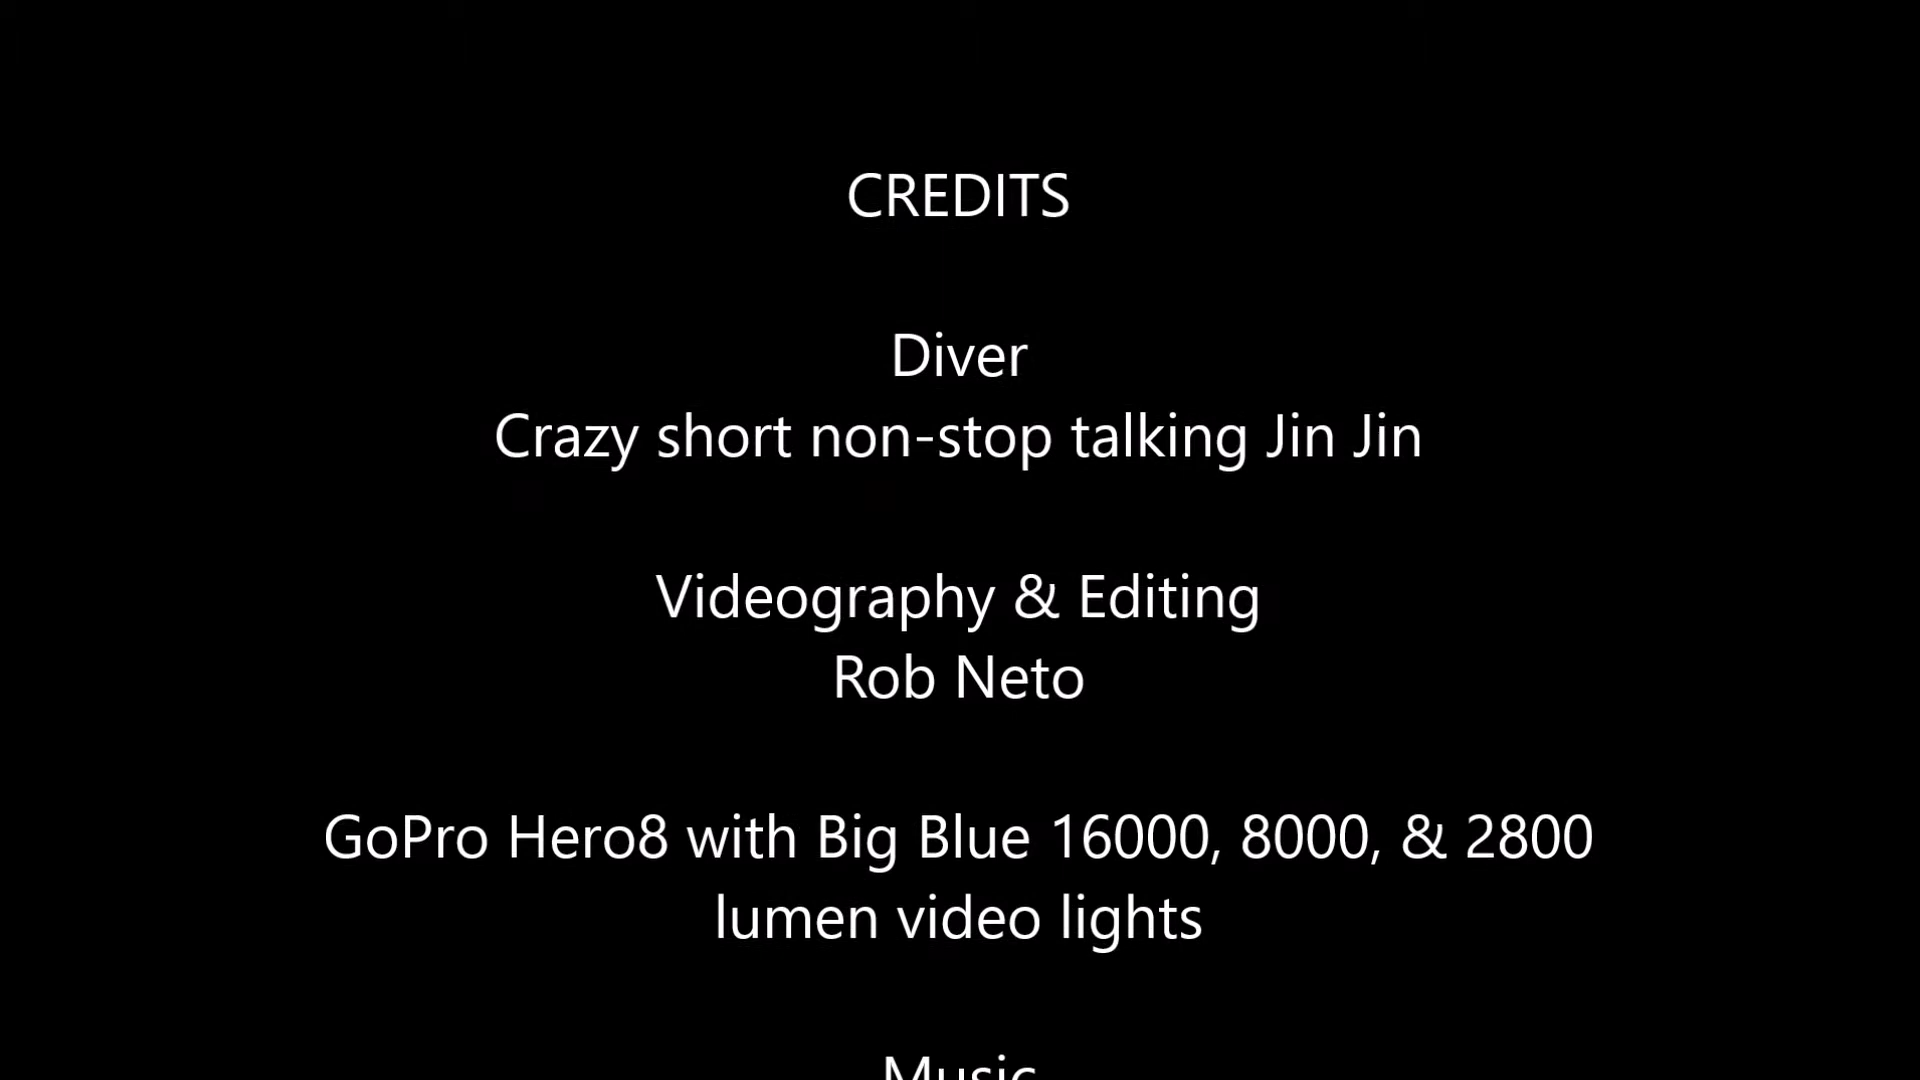 CREDITS
Diver
Crazy short non-stop talking Jin Jin
Videography & Editing
Rob Neto
GoPro Hero8 with Big Blue 16000, 8000, & 2800
lumen video lights
Music